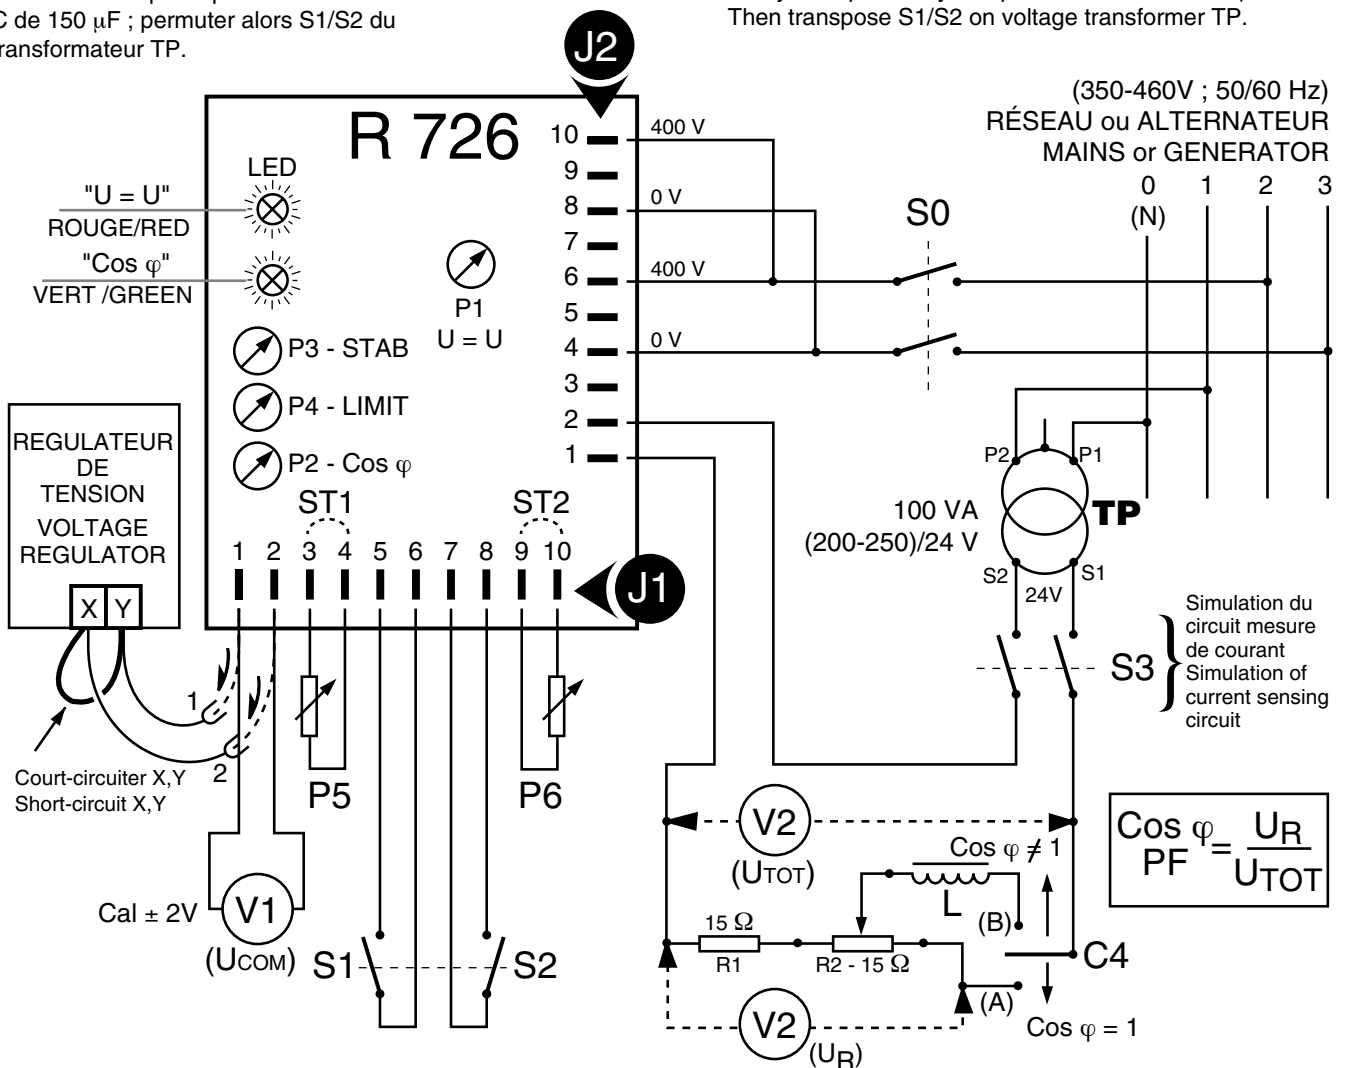 C de 150 µF ; permuter alors S1/S2 du
transformateur TP.
Then transpose S1/S2 on voltage transformer TP.
J2
(350-460V ; 50/60 Hz)
RÉSEAU ou ALTERNATEUR
MAINS or GENERATOR
0 1 2 3
(N)
R 726
LED
"U = U"
ROUGE/RED
"Cos φ"
VERT /GREEN
P1
U = U
P3 - STAB
P4 - LIMIT
P2 - Cos φ
10
9
8
7
6
5
4
3
2
1
400 V
0 V
400 V
0 V
S0
REGULATEUR
DE
TENSION
VOLTAGE
REGULATOR
X Y
ST1
ST2
1 2 3 4 5 6 7 8 9 10
J1
P2
P1
TP
100 VA
(200-250)/24 V
S2
S1
24V
S3
Simulation du
circuit mesure
de courant
Simulation of
current sensing
circuit
1
2
Court-circuiter X,Y
Short-circuit X,Y
P5
P6
Cal ± 2V
V1
(UCOM)
S1
S2
V2
(UTOT)
Cos φ ≠ 1
L
(B)
15 Ω
R1
R2 - 15 Ω
C4
(A)
Cos φ = 1
V2
(UR)
Cos φ
PF
=
UR
UTOT